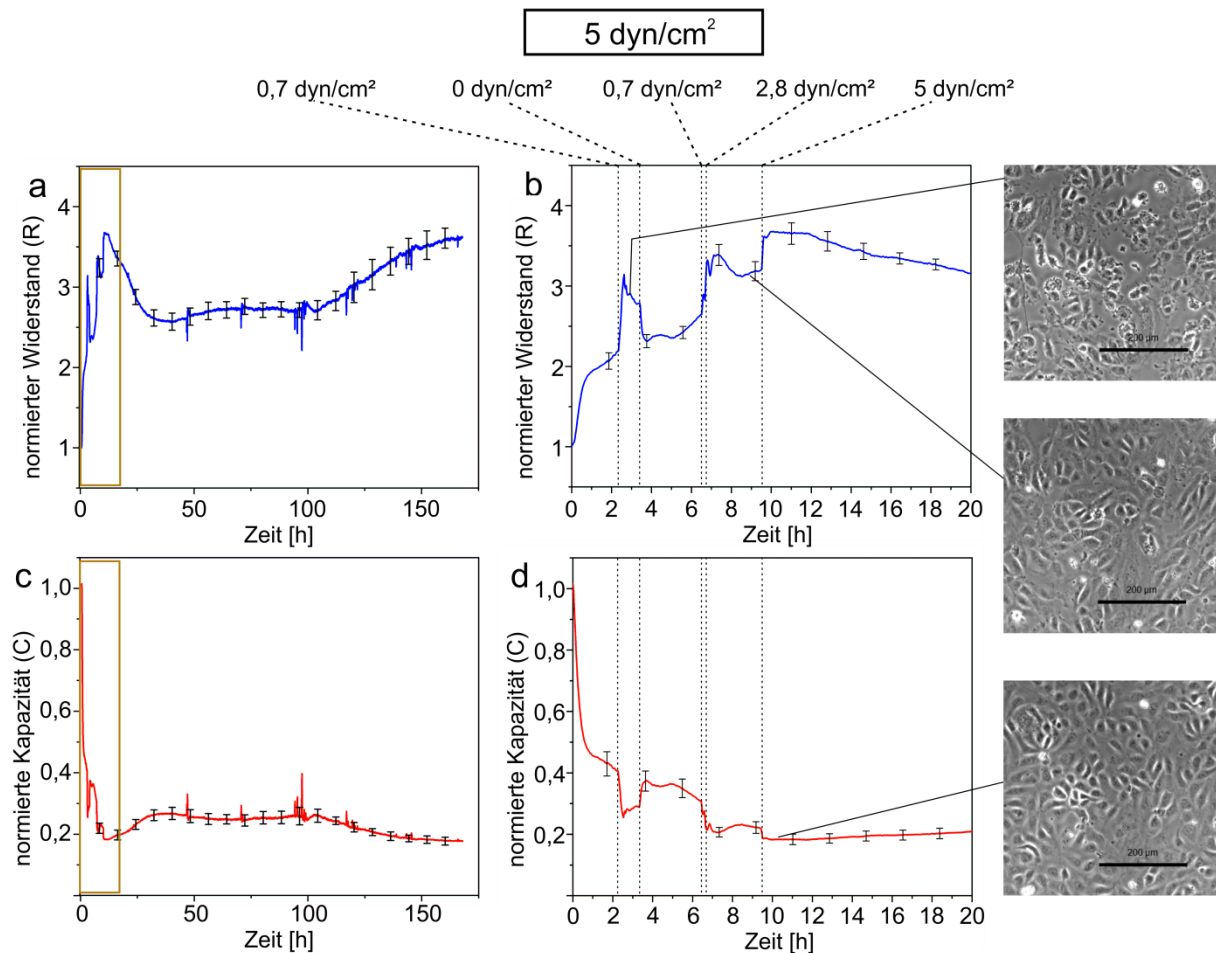 5 dyn/cm²
0,7 dyn/cm²
0 dyn/cm²
0,7 dyn/cm²
2,8 dyn/cm²
5 dyn/cm²
a
normierter Widerstand (R)
4
3
2
1
0
50
100
150
Zeit [h]
b
normierter Widerstand (R)
4
3
2
1
0
2
4
6
8
10
12
14
16
18
20
Zeit [h]
200 µm
200 µm
200 µm
c
normierte Kapazität (C)
1,0
0,8
0,6
0,4
0,2
0
50
100
150
Zeit [h]
d
normierte Kapazität (C)
1,0
0,8
0,6
0,4
0,2
0
2
4
6
8
10
12
14
16
18
20
Zeit [h]